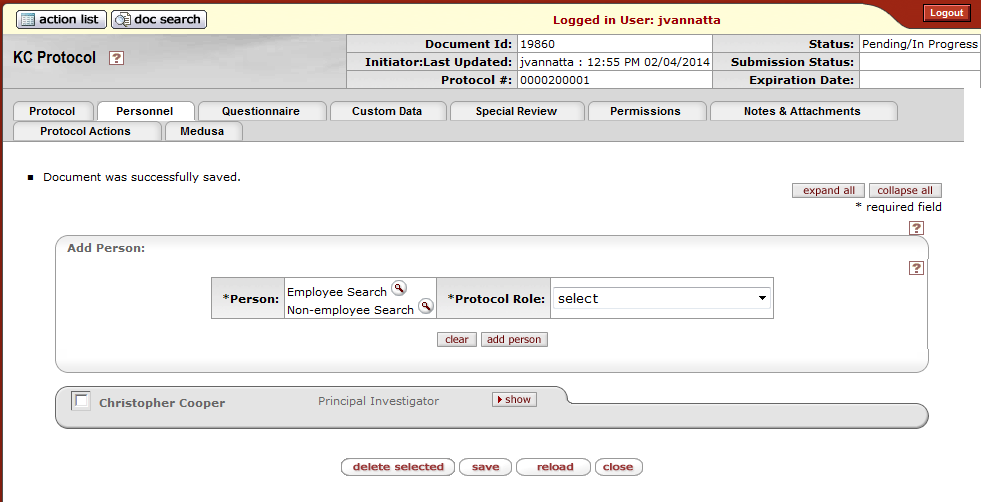 action list doc search Logged in User: jvannatta Logout
KC Protocol ?
Document Id: 19860 Status: Pending/In Progress
Initiator:Last Updated: jvannatta : 12:55 PM 02/04/2014 Submission Status:
Protocol #: 0000200001 Expiration Date:
Protocol Personnel Questionnaire Custom Data Special Review Permissions Notes & Attachments
Protocol Actions Medusa
Document was successfully saved.
expand all collapse all
* required field
?
Add Person:
?
*Person: Employee Search *Protocol Role: select
Non-employee Search
clear add person
Christopher Cooper Principal Investigator show
delete selected save reload close